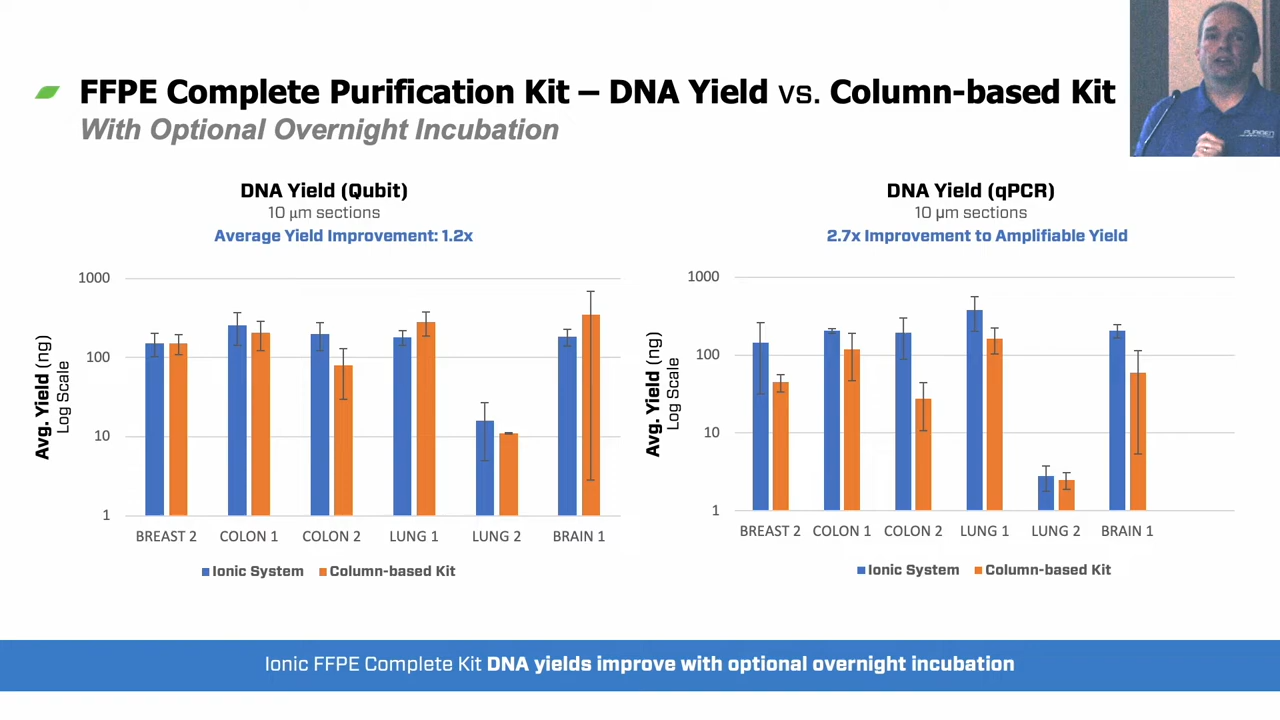 FFPE Complete Purification Kit – DNA Yield vs. Column-based Kit
With Optional Overnight Incubation
PURIGEN
DNA Yield (Qubit)
10 µm sections
Average Yield Improvement: 1.2x
Avg. Yield (ng)
Log Scale
1000
100
10
1
BREAST 2
COLON 1
COLON 2
LUNG 1
LUNG 2
BRAIN 1
Ionic System
Column-based Kit
DNA Yield (qPCR)
10 µm sections
2.7x Improvement to Amplifiable Yield
Avg. Yield (ng)
Log Scale
1000
100
10
1
BREAST 2
COLON 1
COLON 2
LUNG 1
LUNG 2
BRAIN 1
Ionic System
Column-based Kit
Ionic FFPE Complete Kit DNA yields improve with optional overnight incubation